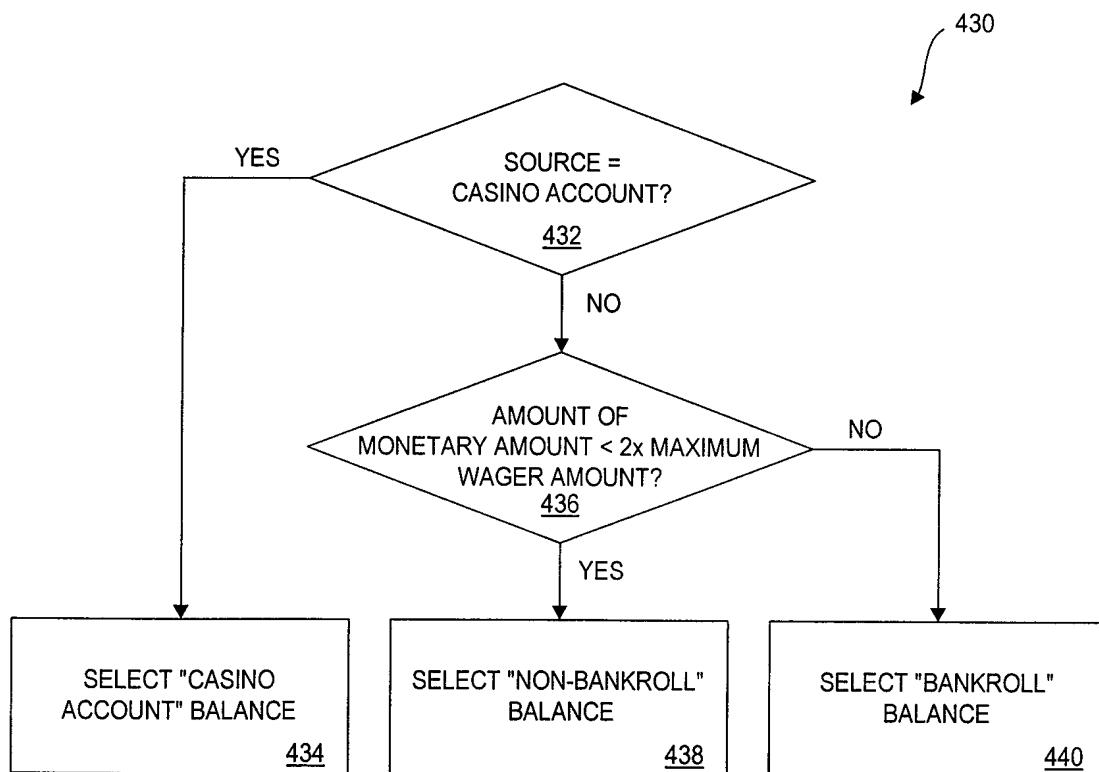 430
YES
SOURCE =
CASINO ACCOUNT?
432
NO
AMOUNT OF
MONETARY AMOUNT < 2x MAXIMUM
WAGER AMOUNT?
436
NO
YES
SELECT "CASINO
ACCOUNT" BALANCE
434
SELECT "NON-BANKROLL"
BALANCE
438
SELECT "BANKROLL"
BALANCE
440